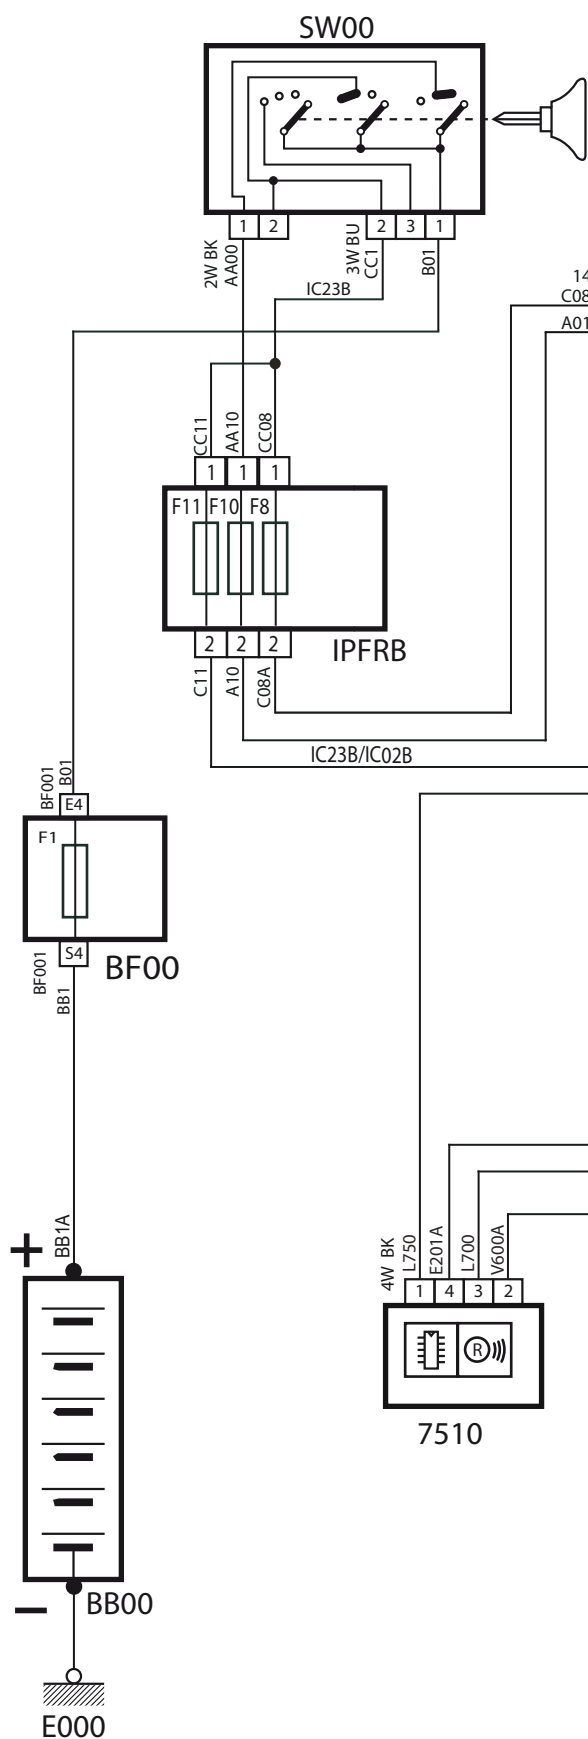 SW00
1 2
2 3 1
2W BK
AA00
3W BU
CC1
B01
IC23B
14
C08
A01
CC11
AA10
CC08
1 1 1
F11 F10 F8
2 2 2
IPFRB
C11
A10
C08A
IC23B/IC02B
BF001
B01
E4
F1
S4
BF00
BF001
BB1
BB1A
+
4W BK
L750
E201A
L700
V600A
1 4 3 2
R
7510
−
BB00
E000